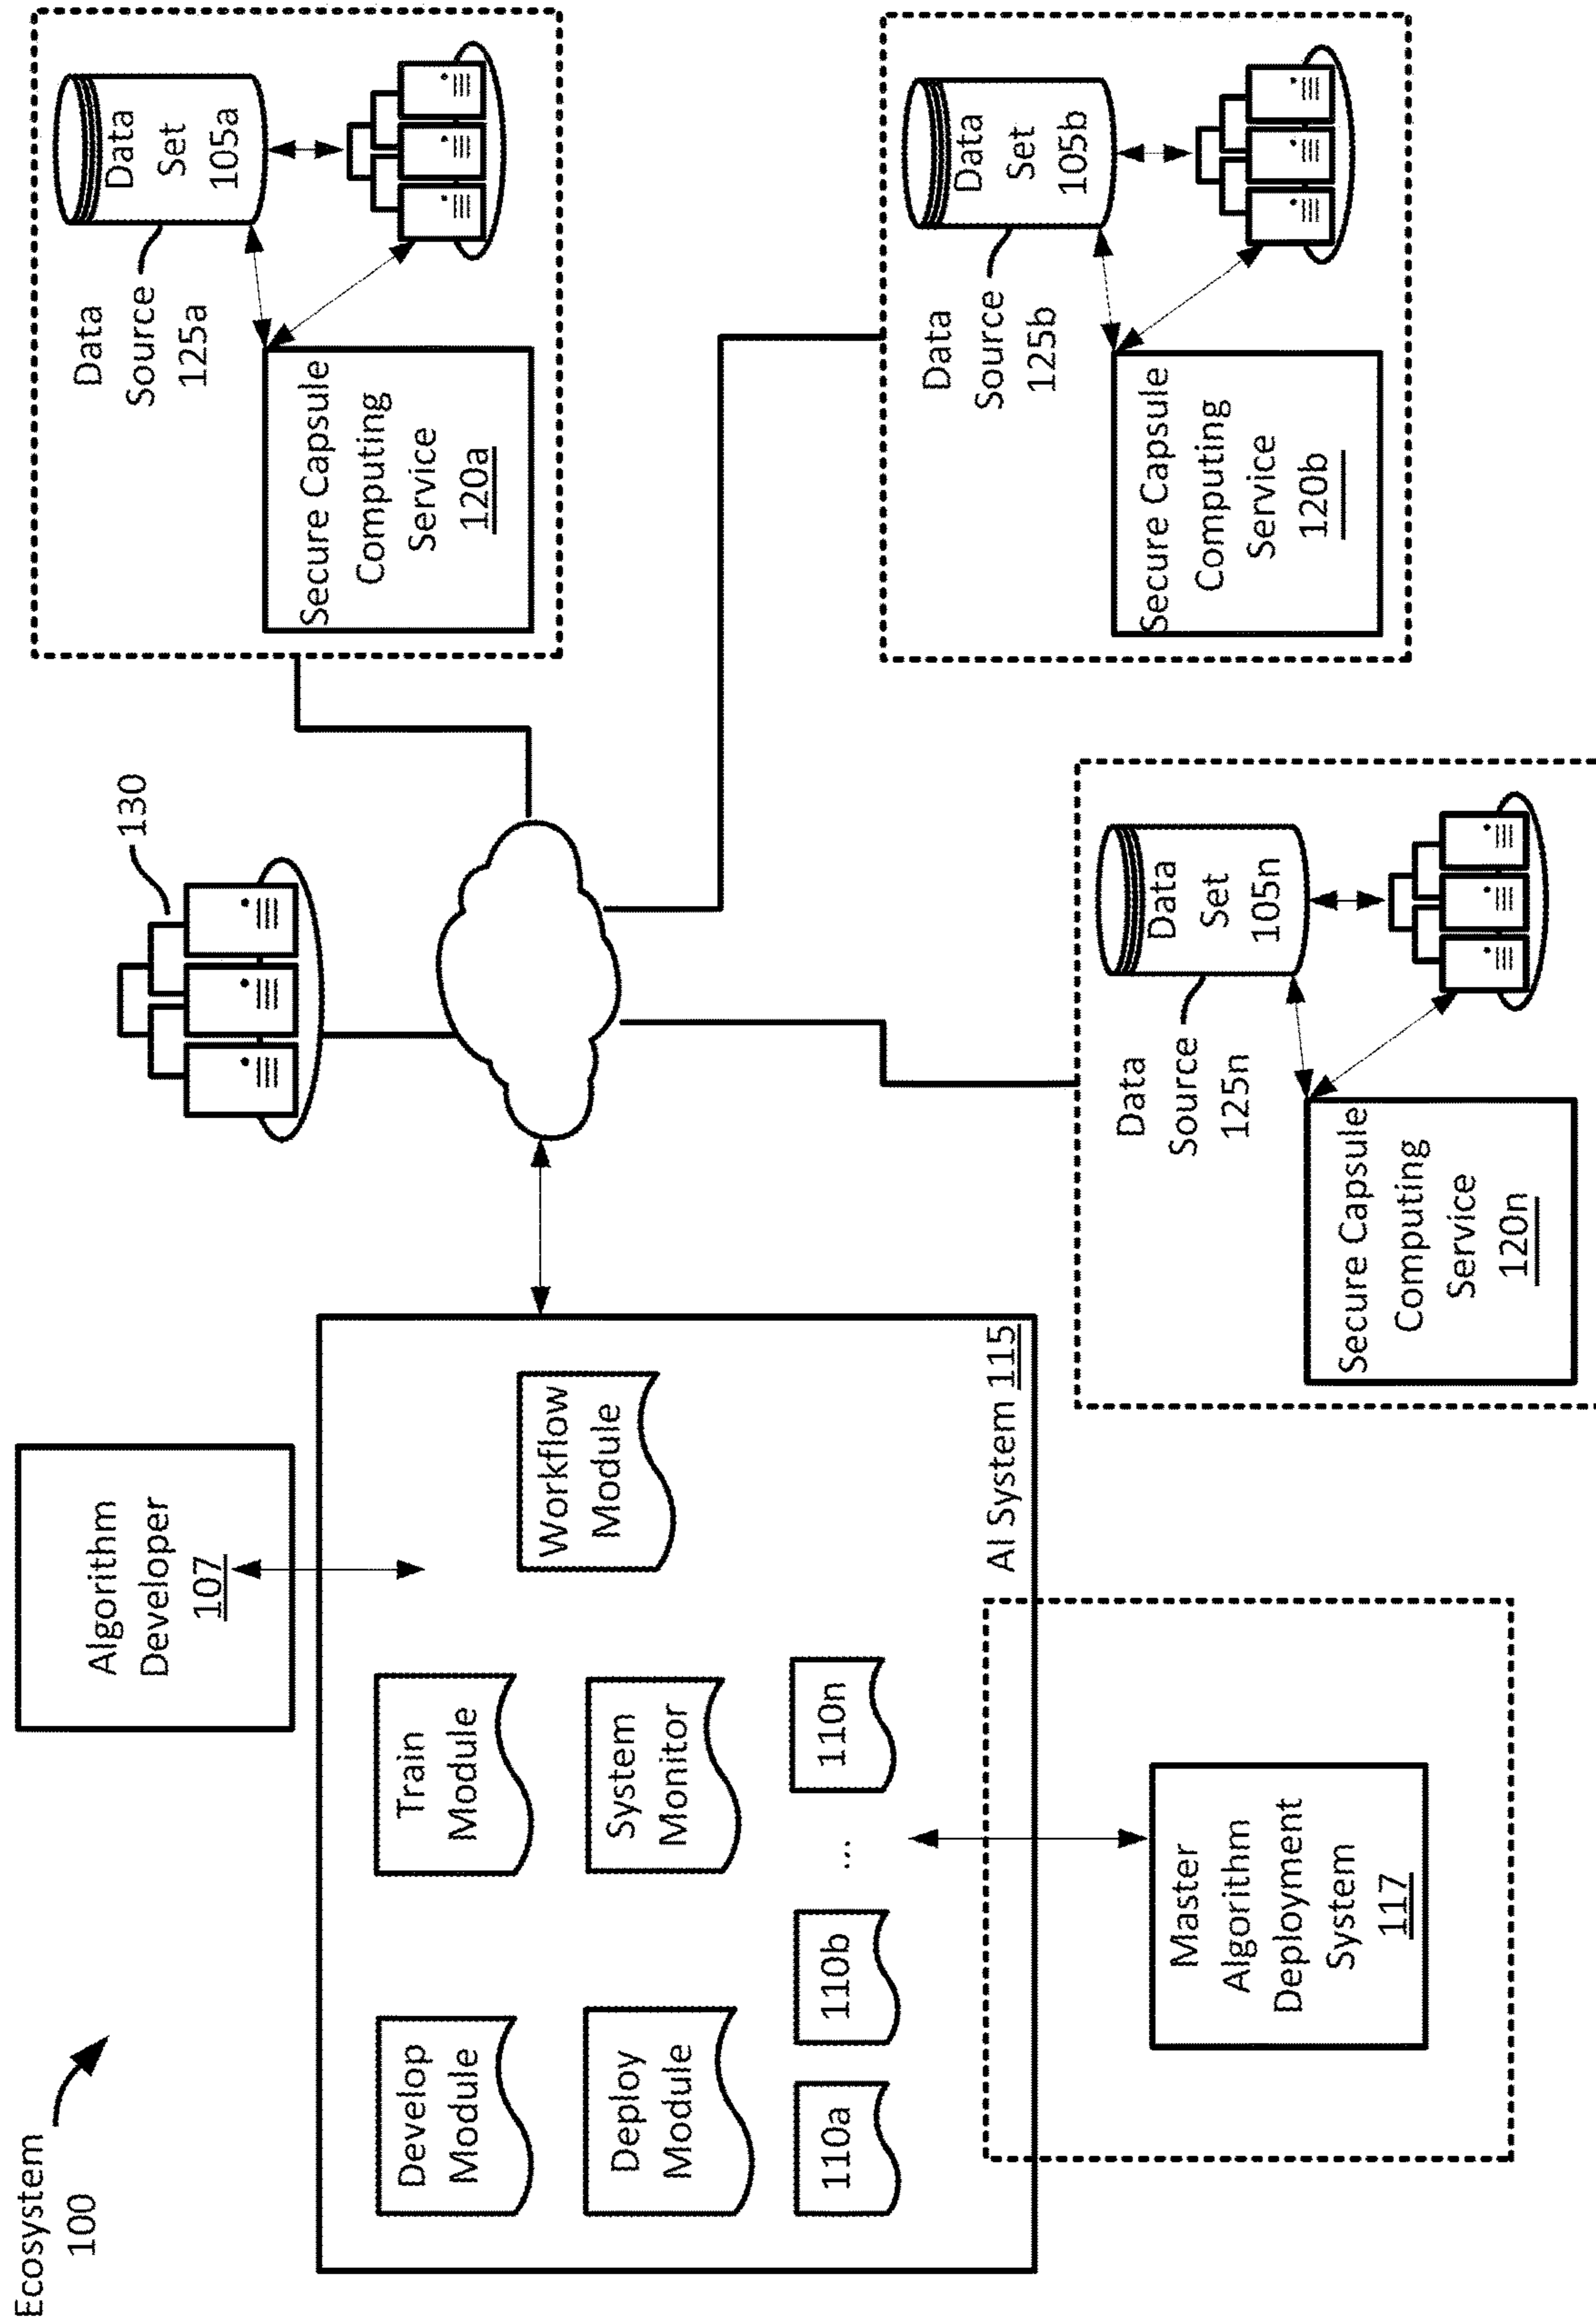 Ecosystem
100
Algorithm
Developer
107
130
Develop
Module
Train
Module
Workflow
Module
Deploy
Module
System
Monitor
110a
110b
...
110n
AI System 115
Master
Algorithm
Deployment
System
117
Data
Source
125a
Data
Set
105a
Secure Capsule
Computing
Service
120a
Data
Source
125b
Data
Set
105b
Secure Capsule
Computing
Service
120b
Data
Source
125n
Data
Set
105n
Secure Capsule
Computing
Service
120n